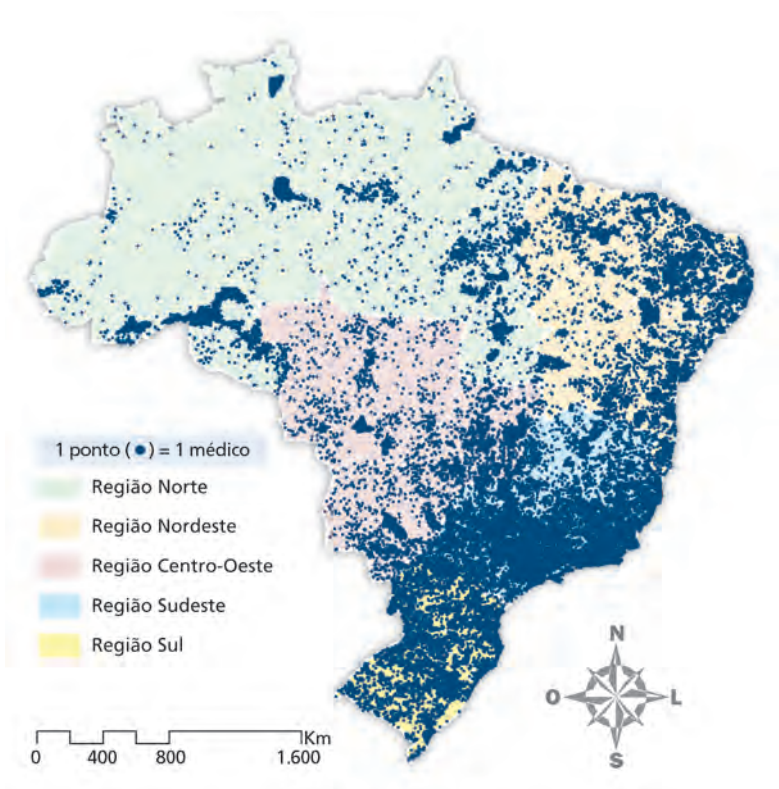 1 ponto (•) = 1 médico
Região Norte
Região Nordeste
Região Centro-Oeste
Região Sudeste
Região Sul
N
O L
S
Km
0 400 800 1.600